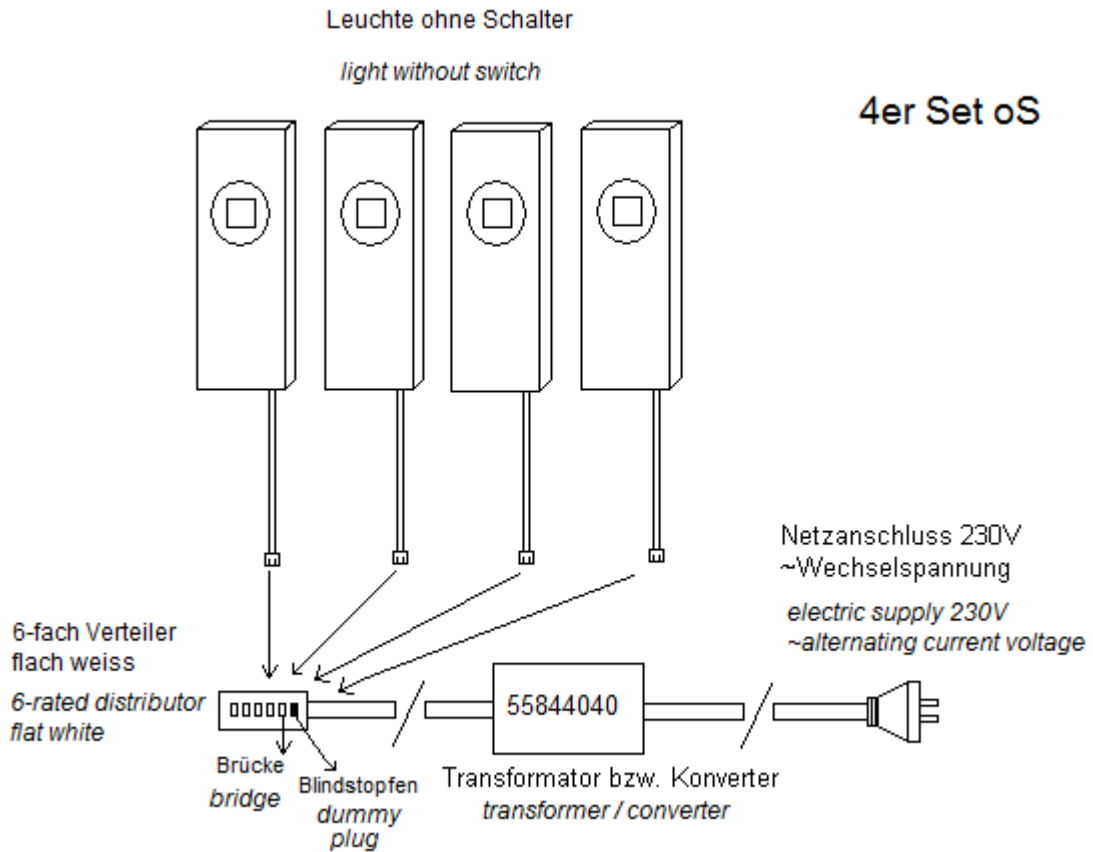 Leuchte ohne Schalter
light without switch
4er Set oS
Netzanschluss 230V
~Wechselspannung
electric supply 230V
~alternating current voltage
6-fach Verteiler
flach weiss
6-rated distributor
flat white
55844040
Brücke
bridge
Blindstopfen
dummy
plug
Transformator bzw. Konverter
transformer / converter